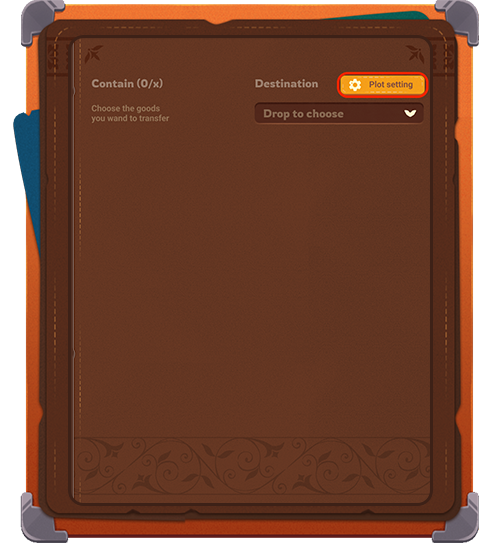 Contain (0/x)
Destination
Plot setting
Choose the goods
you wand to transfer
Drop to choose